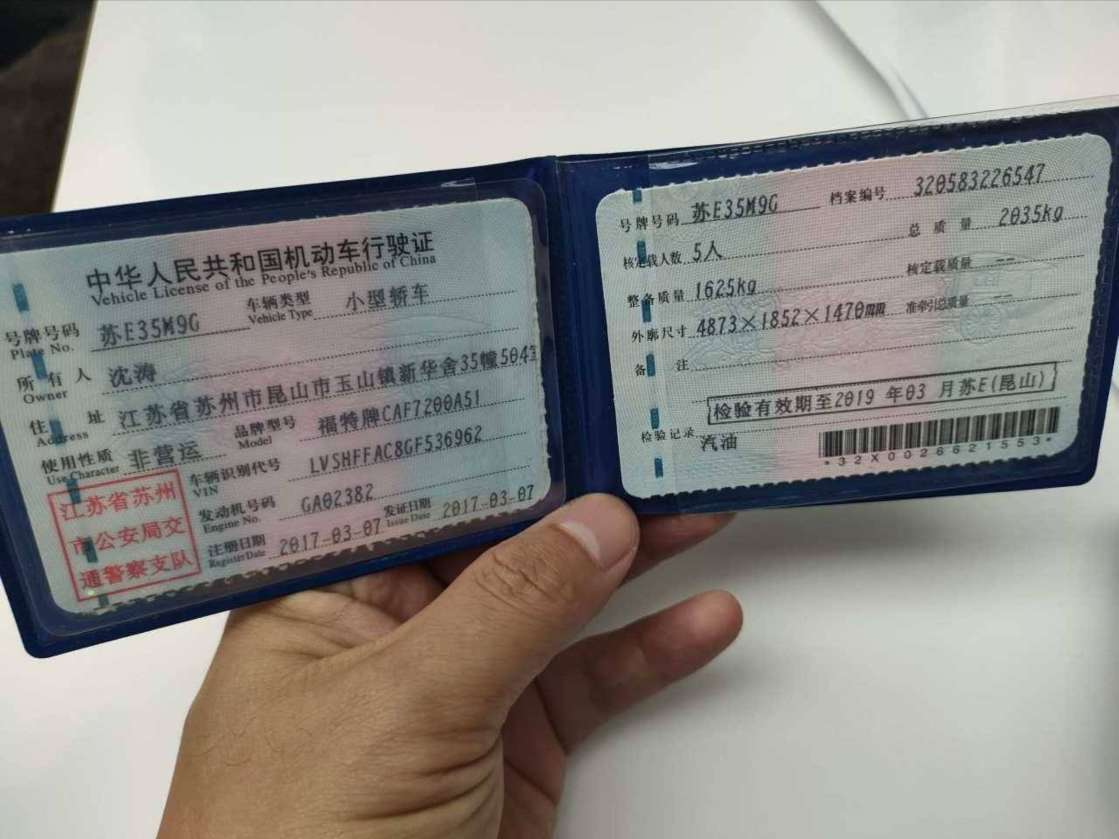 中华人民共和国机动车行驶证
Vehicle License of the People's Republic of China
号牌号码 苏E35M9G 车辆类型 小型轿车
Plate No. Vehicle Type
所有人 沈涛
Owner
住址 江苏省苏州市昆山市玉山镇新华舍35幢504室
Address
使用性质 非营运 品牌型号 福特牌CAF7200A51
Use Character Model
车辆识别代号 LVSHFFAC8GF536962
VIN
发动机号码 GA02382
Engine No.
注册日期 2017-03-07 发证日期 2017-03-07
Register Date Issue Date
江苏省苏州
市公安局交
通警察支队
号牌号码 苏E35M9G 档案编号 320583226547
核定载人数 5人 总质量 2035kg
整备质量 1625kg 核定载质量 --
外廓尺寸 4873×1852×1470mm 准牵引总质量 --
备注
检验有效期至2019 年03 月苏E(昆山)
检验记录
汽油
*32X0026621553*